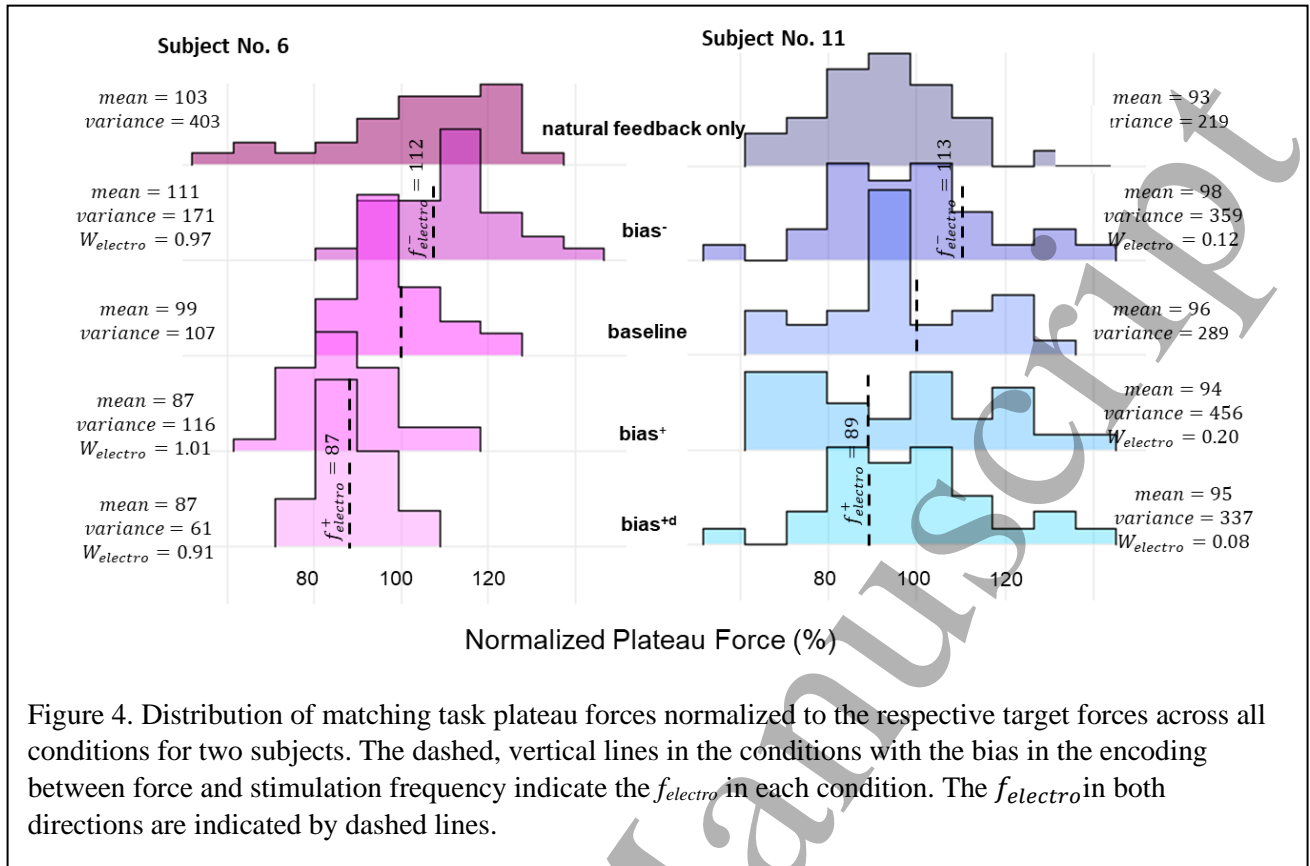 Subject No. 6
Subject No. 11
mean = 103
variance = 403
natural feedback only
mean = 93
riance = 219
mean = 111
variance = 171
W_electro = 0.97
f⁻_electro = 112
bias⁻
f⁻_electro = 113
mean = 98
variance = 359
W_electro = 0.12
mean = 99
variance = 107
baseline
mean = 96
variance = 289
mean = 87
variance = 116
W_electro = 1.01
bias⁺
mean = 94
variance = 456
W_electro = 0.20
mean = 87
variance = 61
W_electro = 0.91
f⁺_electro = 87
bias⁺ᵈ
f⁺_electro = 89
mean = 95
variance = 337
W_electro = 0.08
80 100 120
80 100 120
Normalized Plateau Force (%)
Figure 4. Distribution of matching task plateau forces normalized to the respective target forces across all
conditions for two subjects. The dashed, vertical lines in the conditions with the bias in the encoding
between force and stimulation frequency indicate the f_electro in each condition. The f_electro in both
directions are indicated by dashed lines.
anuscript